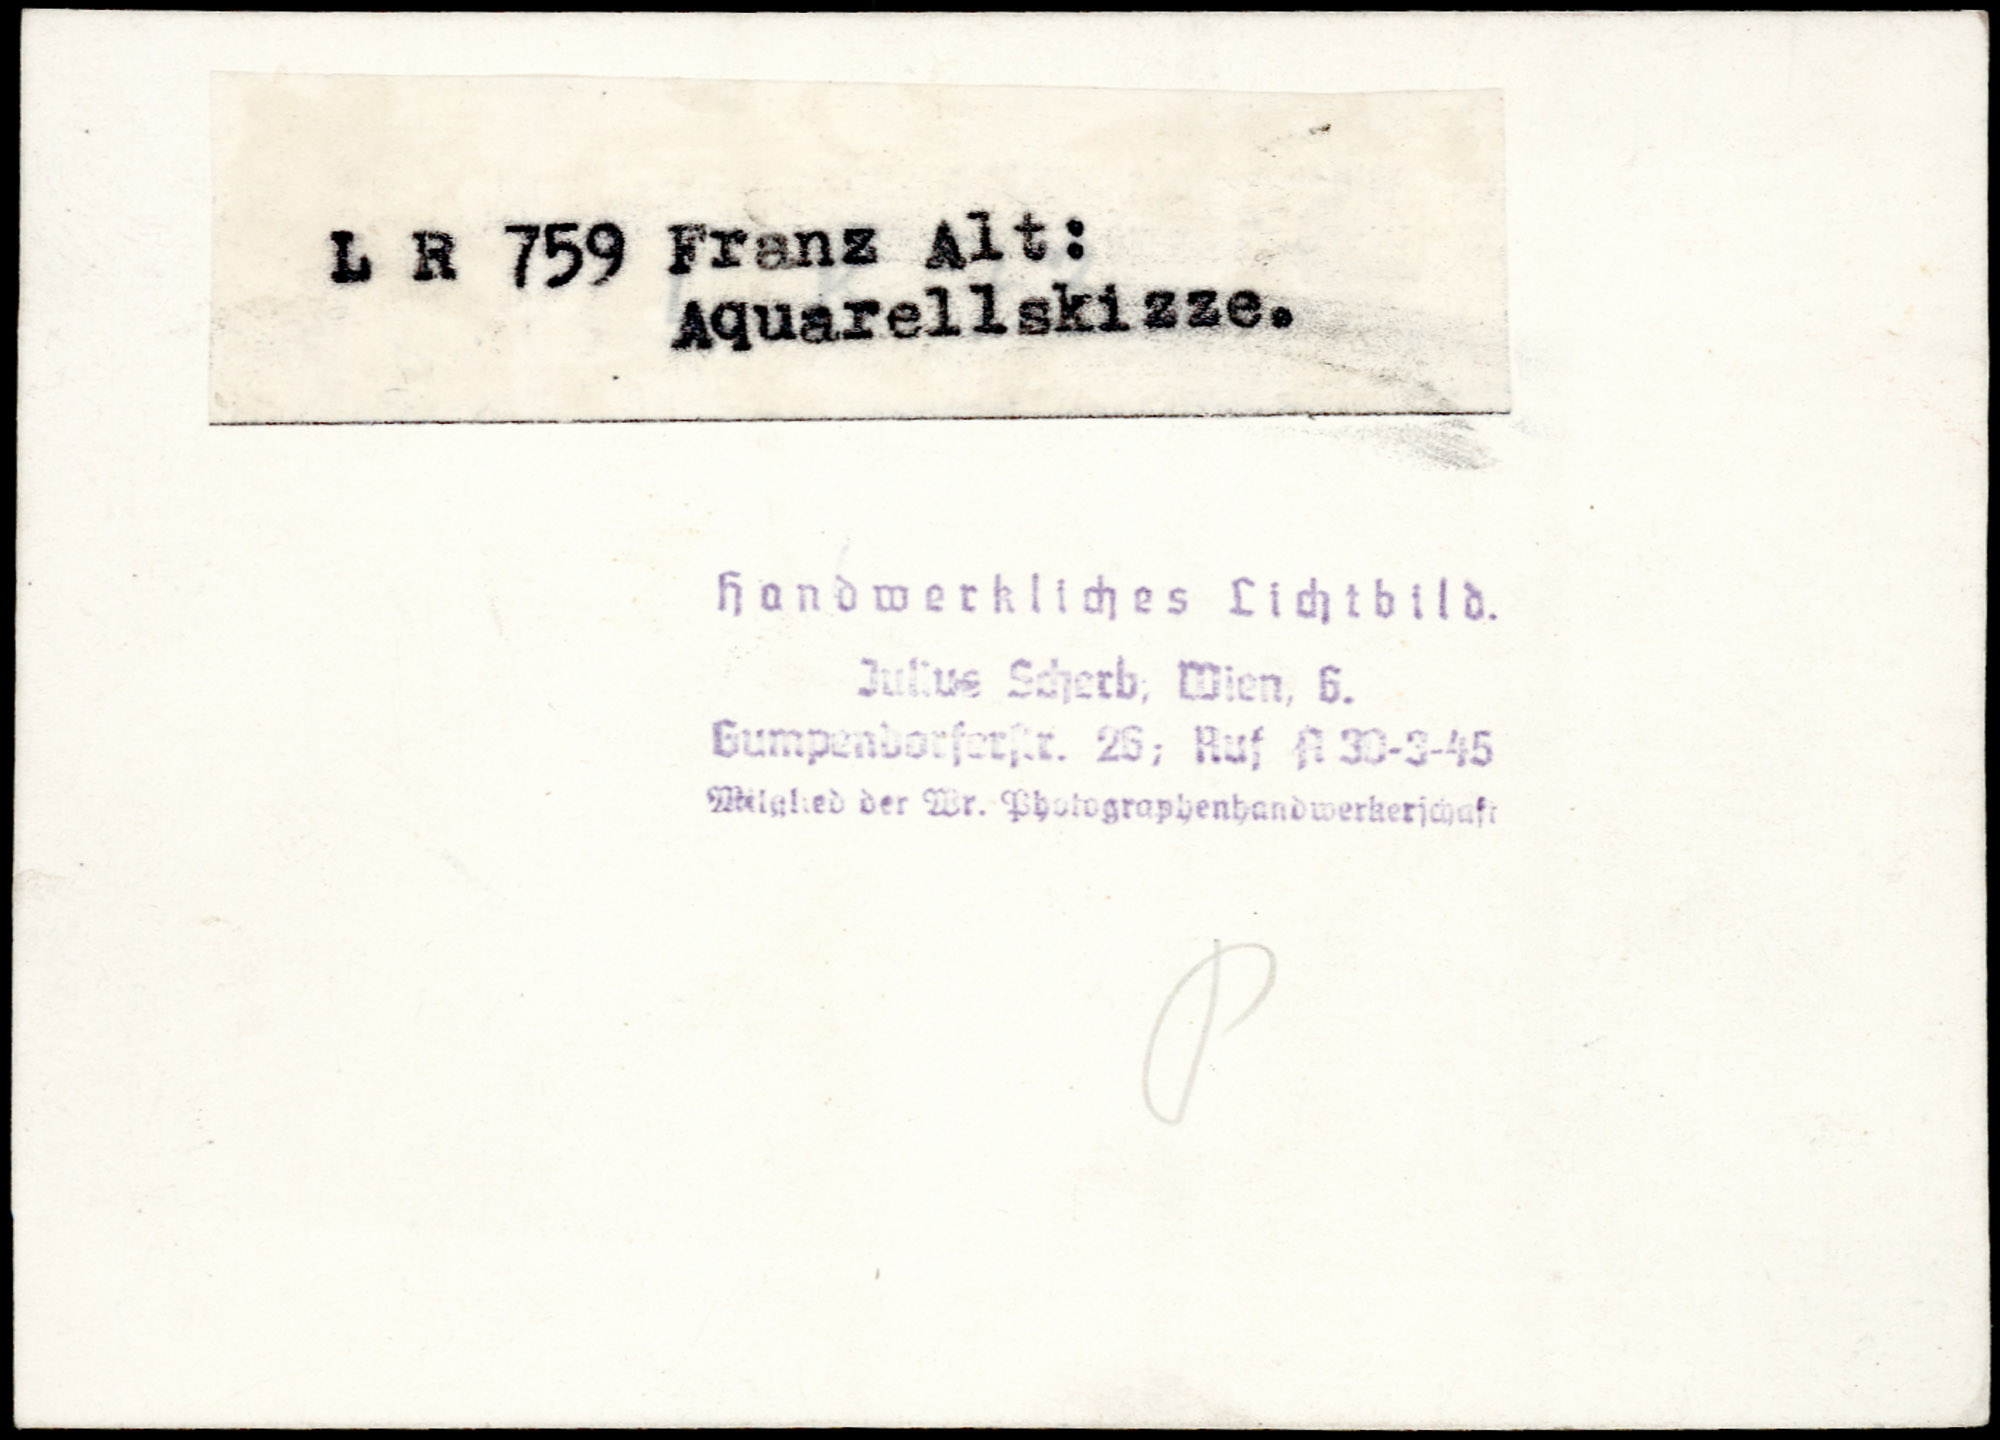 L R 759 Franz Alt:
Aquarellskizze.
Handwerkliches Lichtbild.
Julius Scherb, Wien, 6.
Gumpendorferstr. 26; Ruf A 30-3-45
Mitglied der Wr. Photographenhandwerkerschaft
P